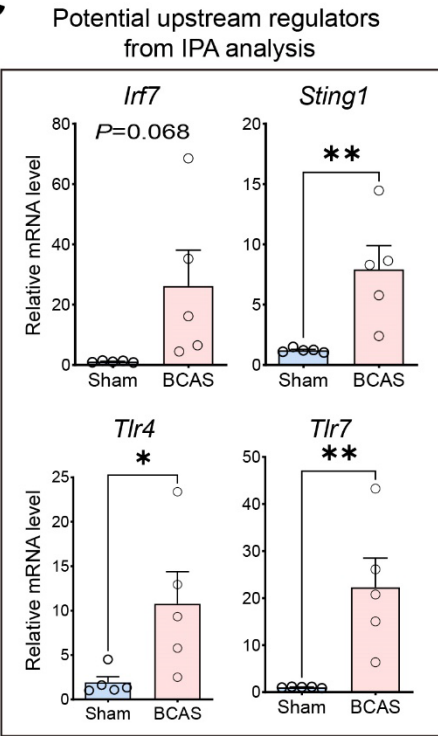 Potential upstream regulators
from IPA analysis
Irf7
Relative mRNA level
80
60
40
20
0
P=0.068
Sham
BCAS
Sting1
20
15
10
5
0
**
Sham
BCAS
Tlr4
Relative mRNA level
25
20
15
10
5
0
*
Sham
BCAS
Tlr7
50
40
30
20
10
0
**
Sham
BCAS